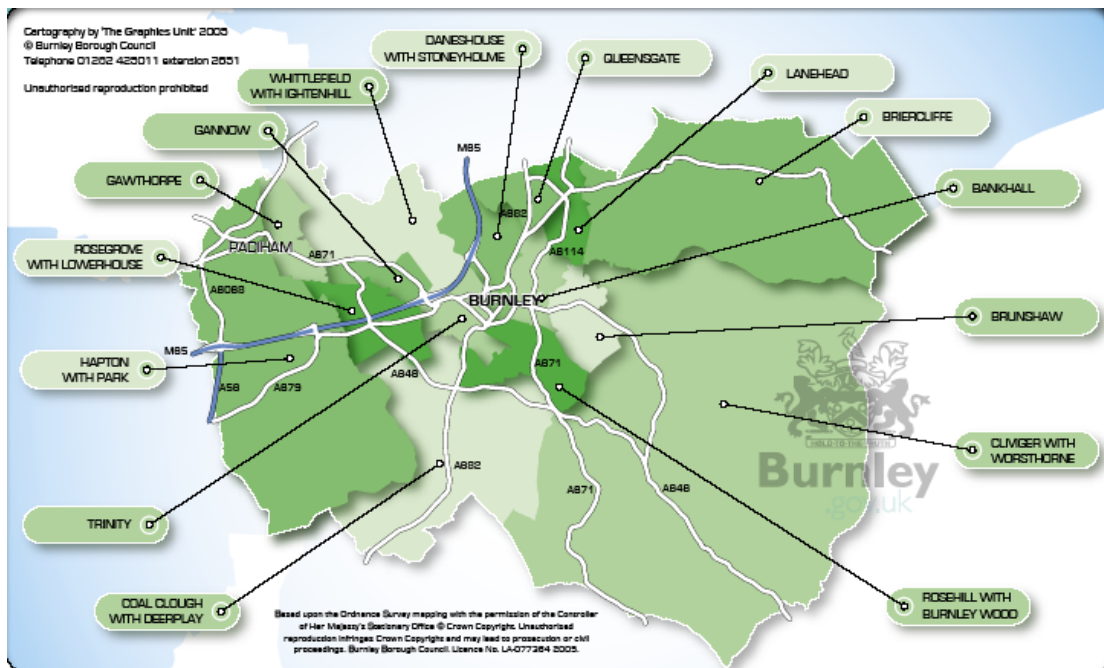 Cartography by 'The Graphics Unit' 2005
© Burnley Borough Council
Telephone 01282 425011 extension 2651
Unauthorised reproduction prohibited
DANESHOUSE
WITH STONEYHOLME
QUEENSGATE
LANEHEAD
WHITTLEFIELD
WITH IGHTENHILL
BRIERCLIFFE
GANNOW
M65
GAWTHORPE
BANKHALL
A682
PADIHAM
ROSEGROVE
WITH LOWERHOUSE
A671
A6114
A6068
BURNLEY
BRUNSHAW
M65
HAPTON
WITH PARK
A56
A679
A646
A671
HOLD TO THE TRUTH
CLIVIGER WITH
WORSTHORNE
Burnley
.gov.uk
A682
A671
A646
TRINITY
COAL CLOUGH
WITH DEERPLAY
ROSEHILL WITH
BURNLEY WOOD
Based upon the Ordnance Survey mapping with the permission of the Controller
of Her Majesty's Stationery Office © Crown Copyright. Unauthorised
reproduction infringes Crown Copyright and may lead to prosecution or civil
proceedings. Burnley Borough Council. Licence No. LA-077364 2005.